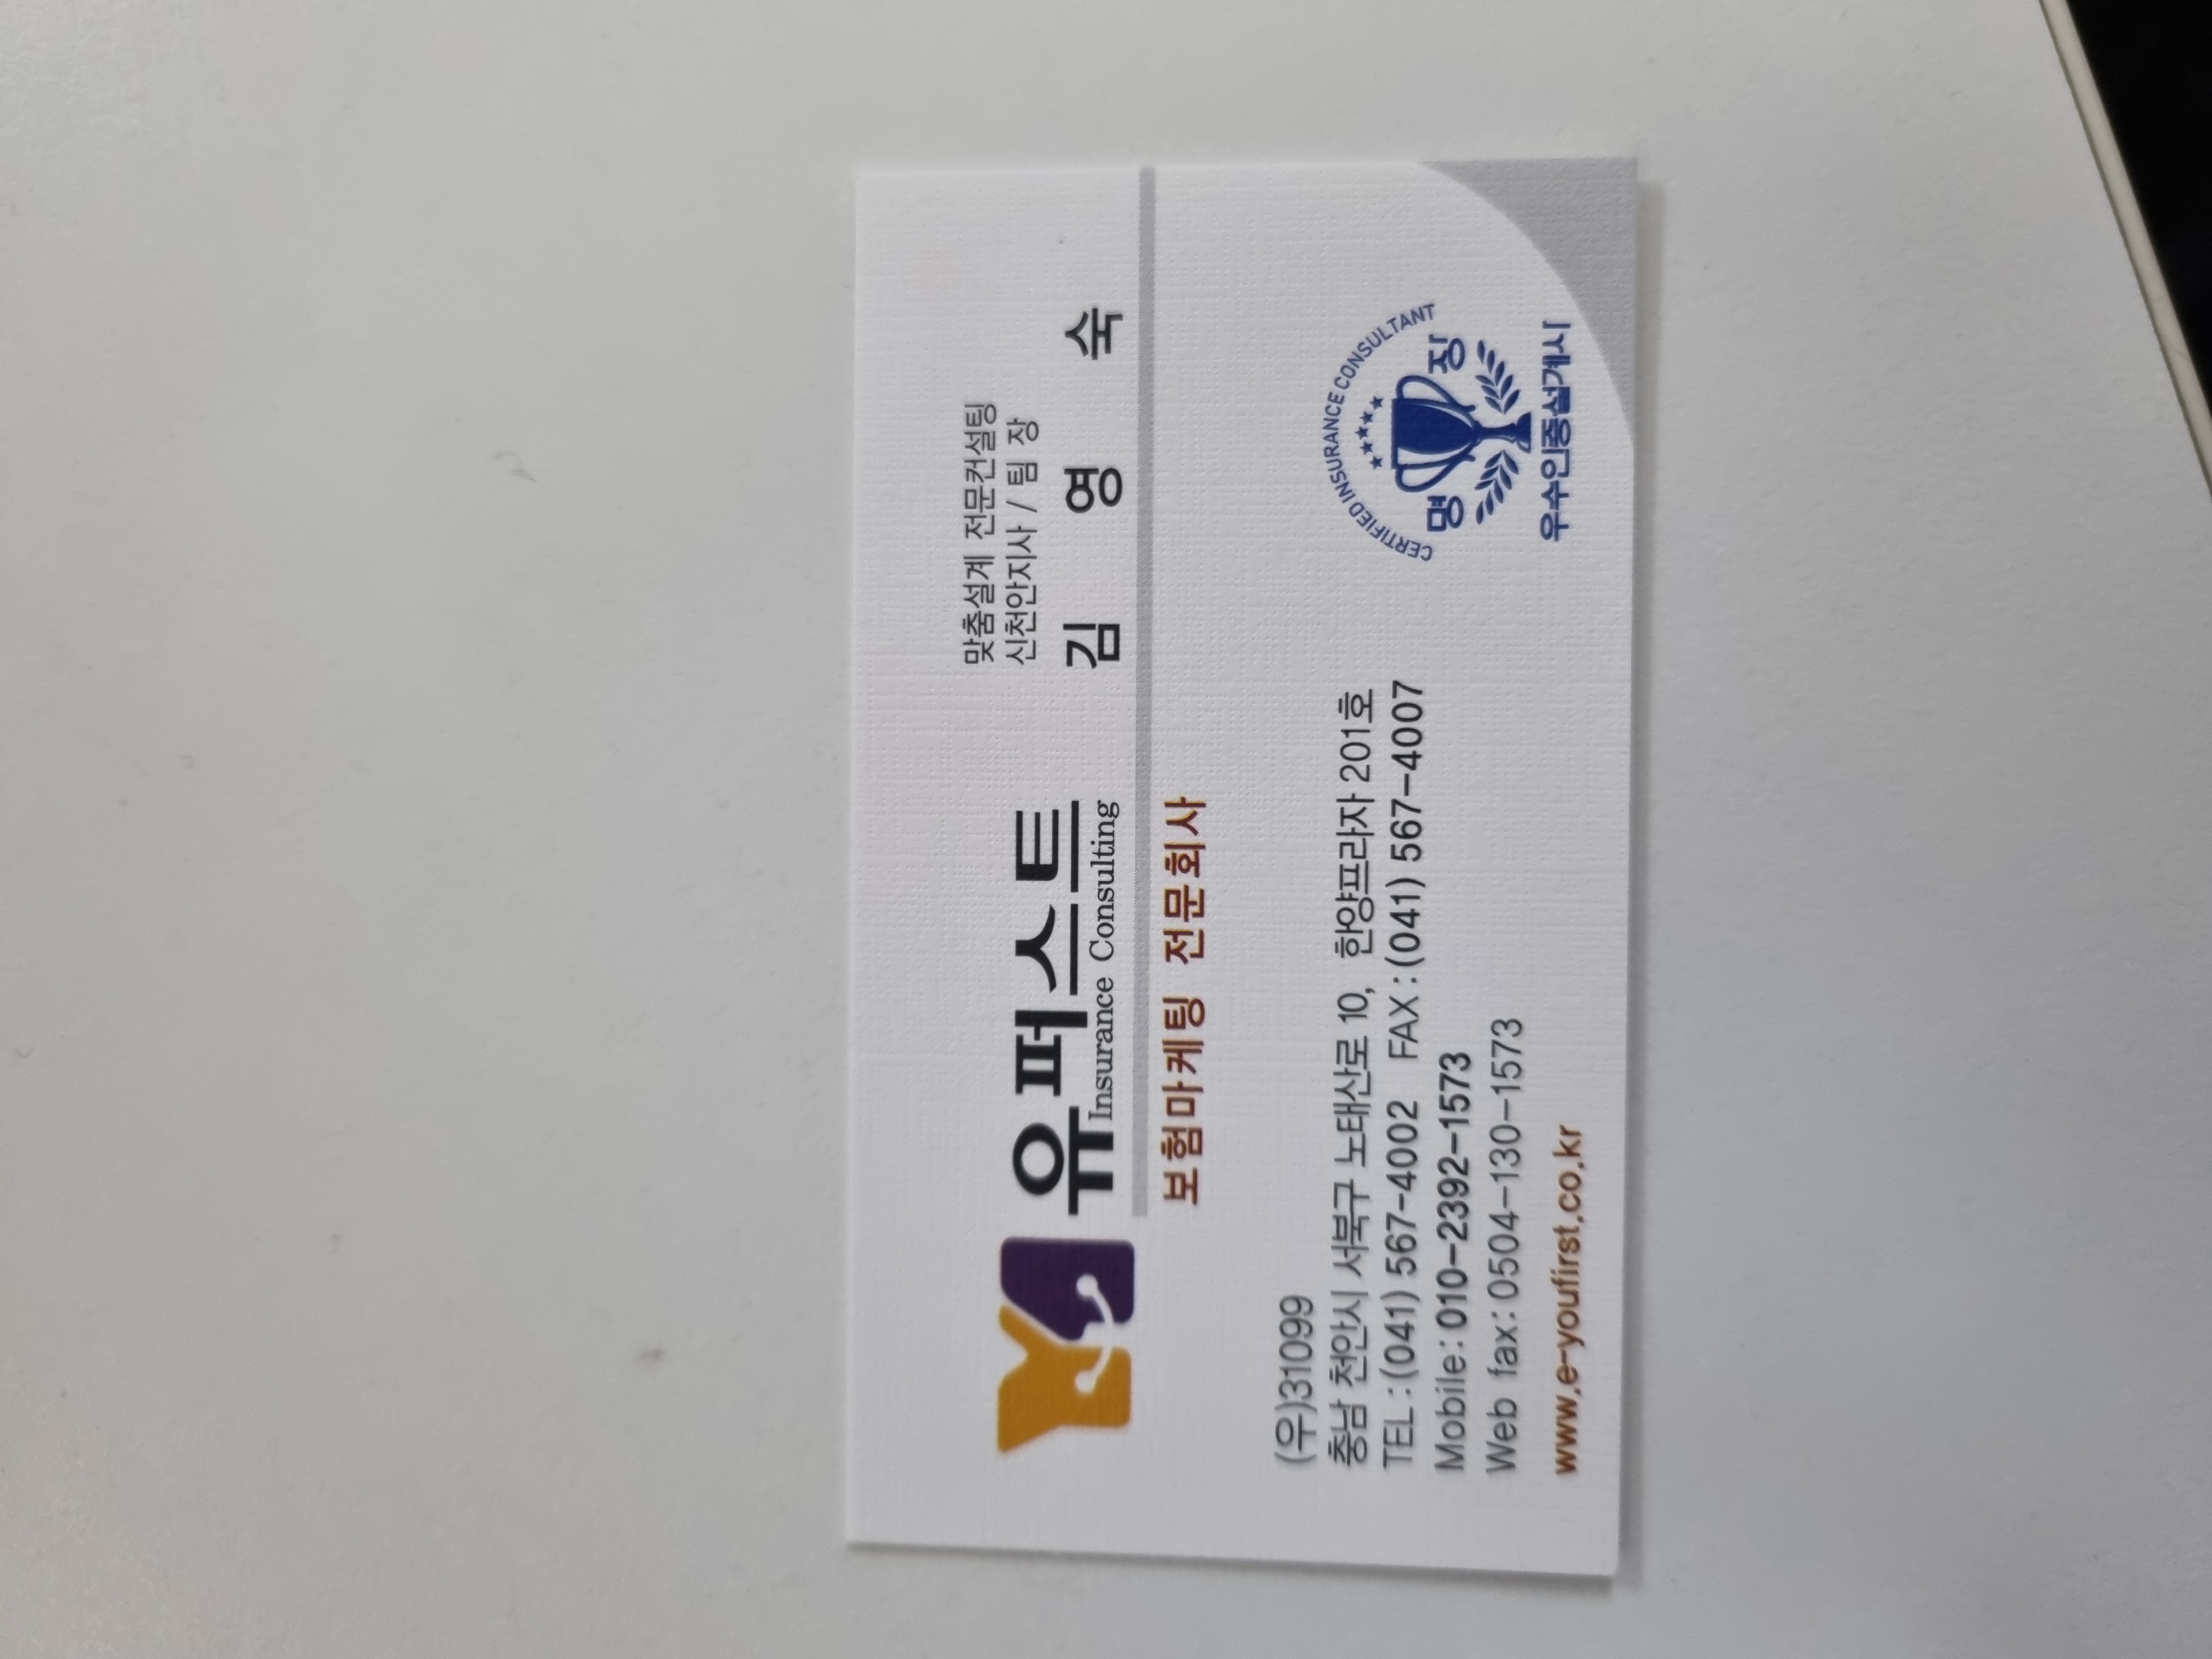 유퍼스트
Insurance Consulting
맞춤설계 전문컨설팅
신천안지사 / 팀 장
김 영 숙
보험마케팅 전문회사
(우)31099
충남 천안시 서북구 노태산로 10, 한양프라자 201호
TEL : (041) 567-4002 FAX : (041) 567-4007
Mobile : 010-2392-1573
Web fax : 0504-130-1573
www.e-youfirst.co.kr
CERTIFIED INSURANCE CONSULTANT
명 장
우수인증설계사